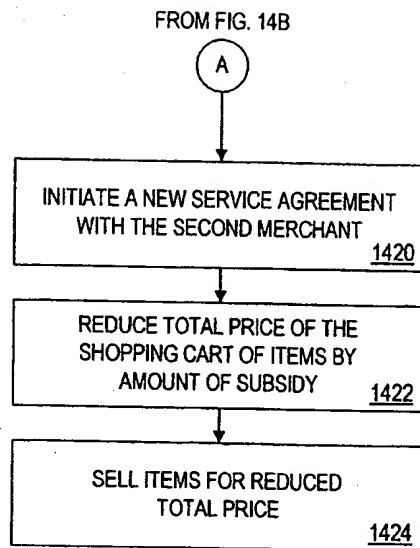 FROM FIG. 14B
A
INITIATE A NEW SERVICE AGREEMENT
WITH THE SECOND MERCHANT
1420
REDUCE TOTAL PRICE OF THE
SHOPPING CART OF ITEMS BY
AMOUNT OF SUBSIDY
1422
SELL ITEMS FOR REDUCED
TOTAL PRICE
1424